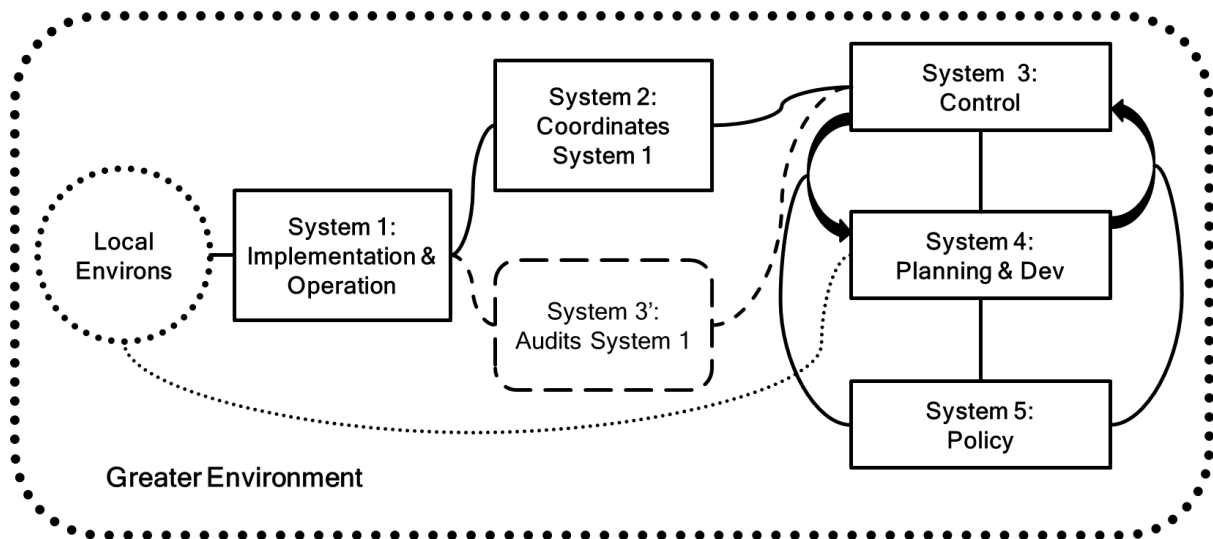 System 3:
Control
System 2:
Coordinates
System 1
Local
Environs
System 1:
Implementation &
Operation
System 3’:
Audits System 1
System 4:
Planning & Dev
System 5:
Policy
Greater Environment